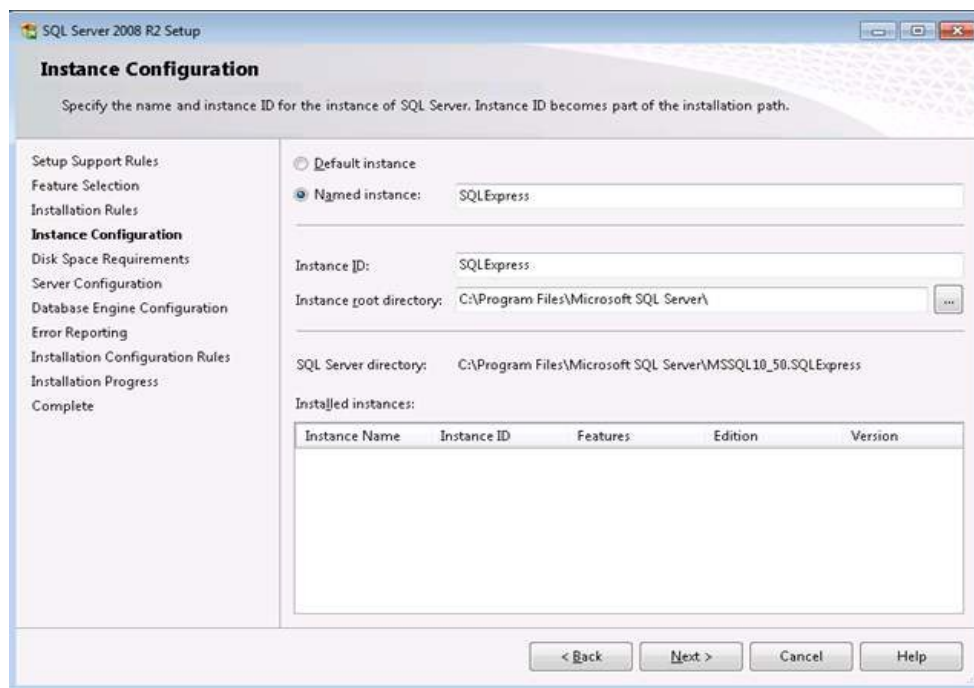 SQL Server 2008 R2 Setup
Instance Configuration
Specify the name and instance ID for the instance of SQL Server. Instance ID becomes part of the installation path.
Setup Support Rules
Feature Selection
Installation Rules
Instance Configuration
Disk Space Requirements
Server Configuration
Database Engine Configuration
Error Reporting
Installation Configuration Rules
Installation Progress
Complete
Default instance
Named instance: SQLExpress
Instance ID: SQLExpress
Instance root directory: C:\Program Files\Microsoft SQL Server\ ...
SQL Server directory: C:\Program Files\Microsoft SQL Server\MSSQL10_50.SQLExpress
Installed instances:
Instance Name Instance ID Features Edition Version
< Back Next > Cancel Help